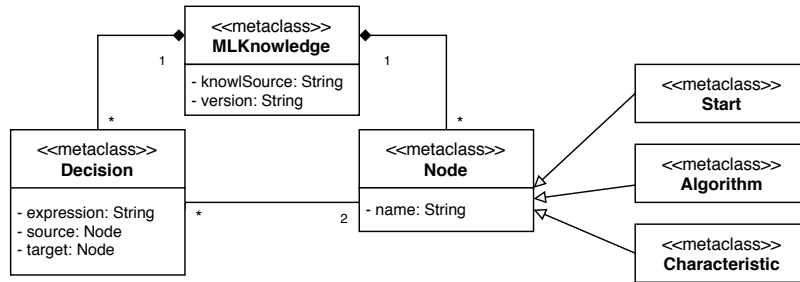 <<metaclass>>
MLKnowledge
- knowlSource: String
- version: String
1
1
*
*
<<metaclass>>
Decision
- expression: String
- source: Node
- target: Node
*
2
<<metaclass>>
Node
- name: String
<<metaclass>>
Start
<<metaclass>>
Algorithm
<<metaclass>>
Characteristic